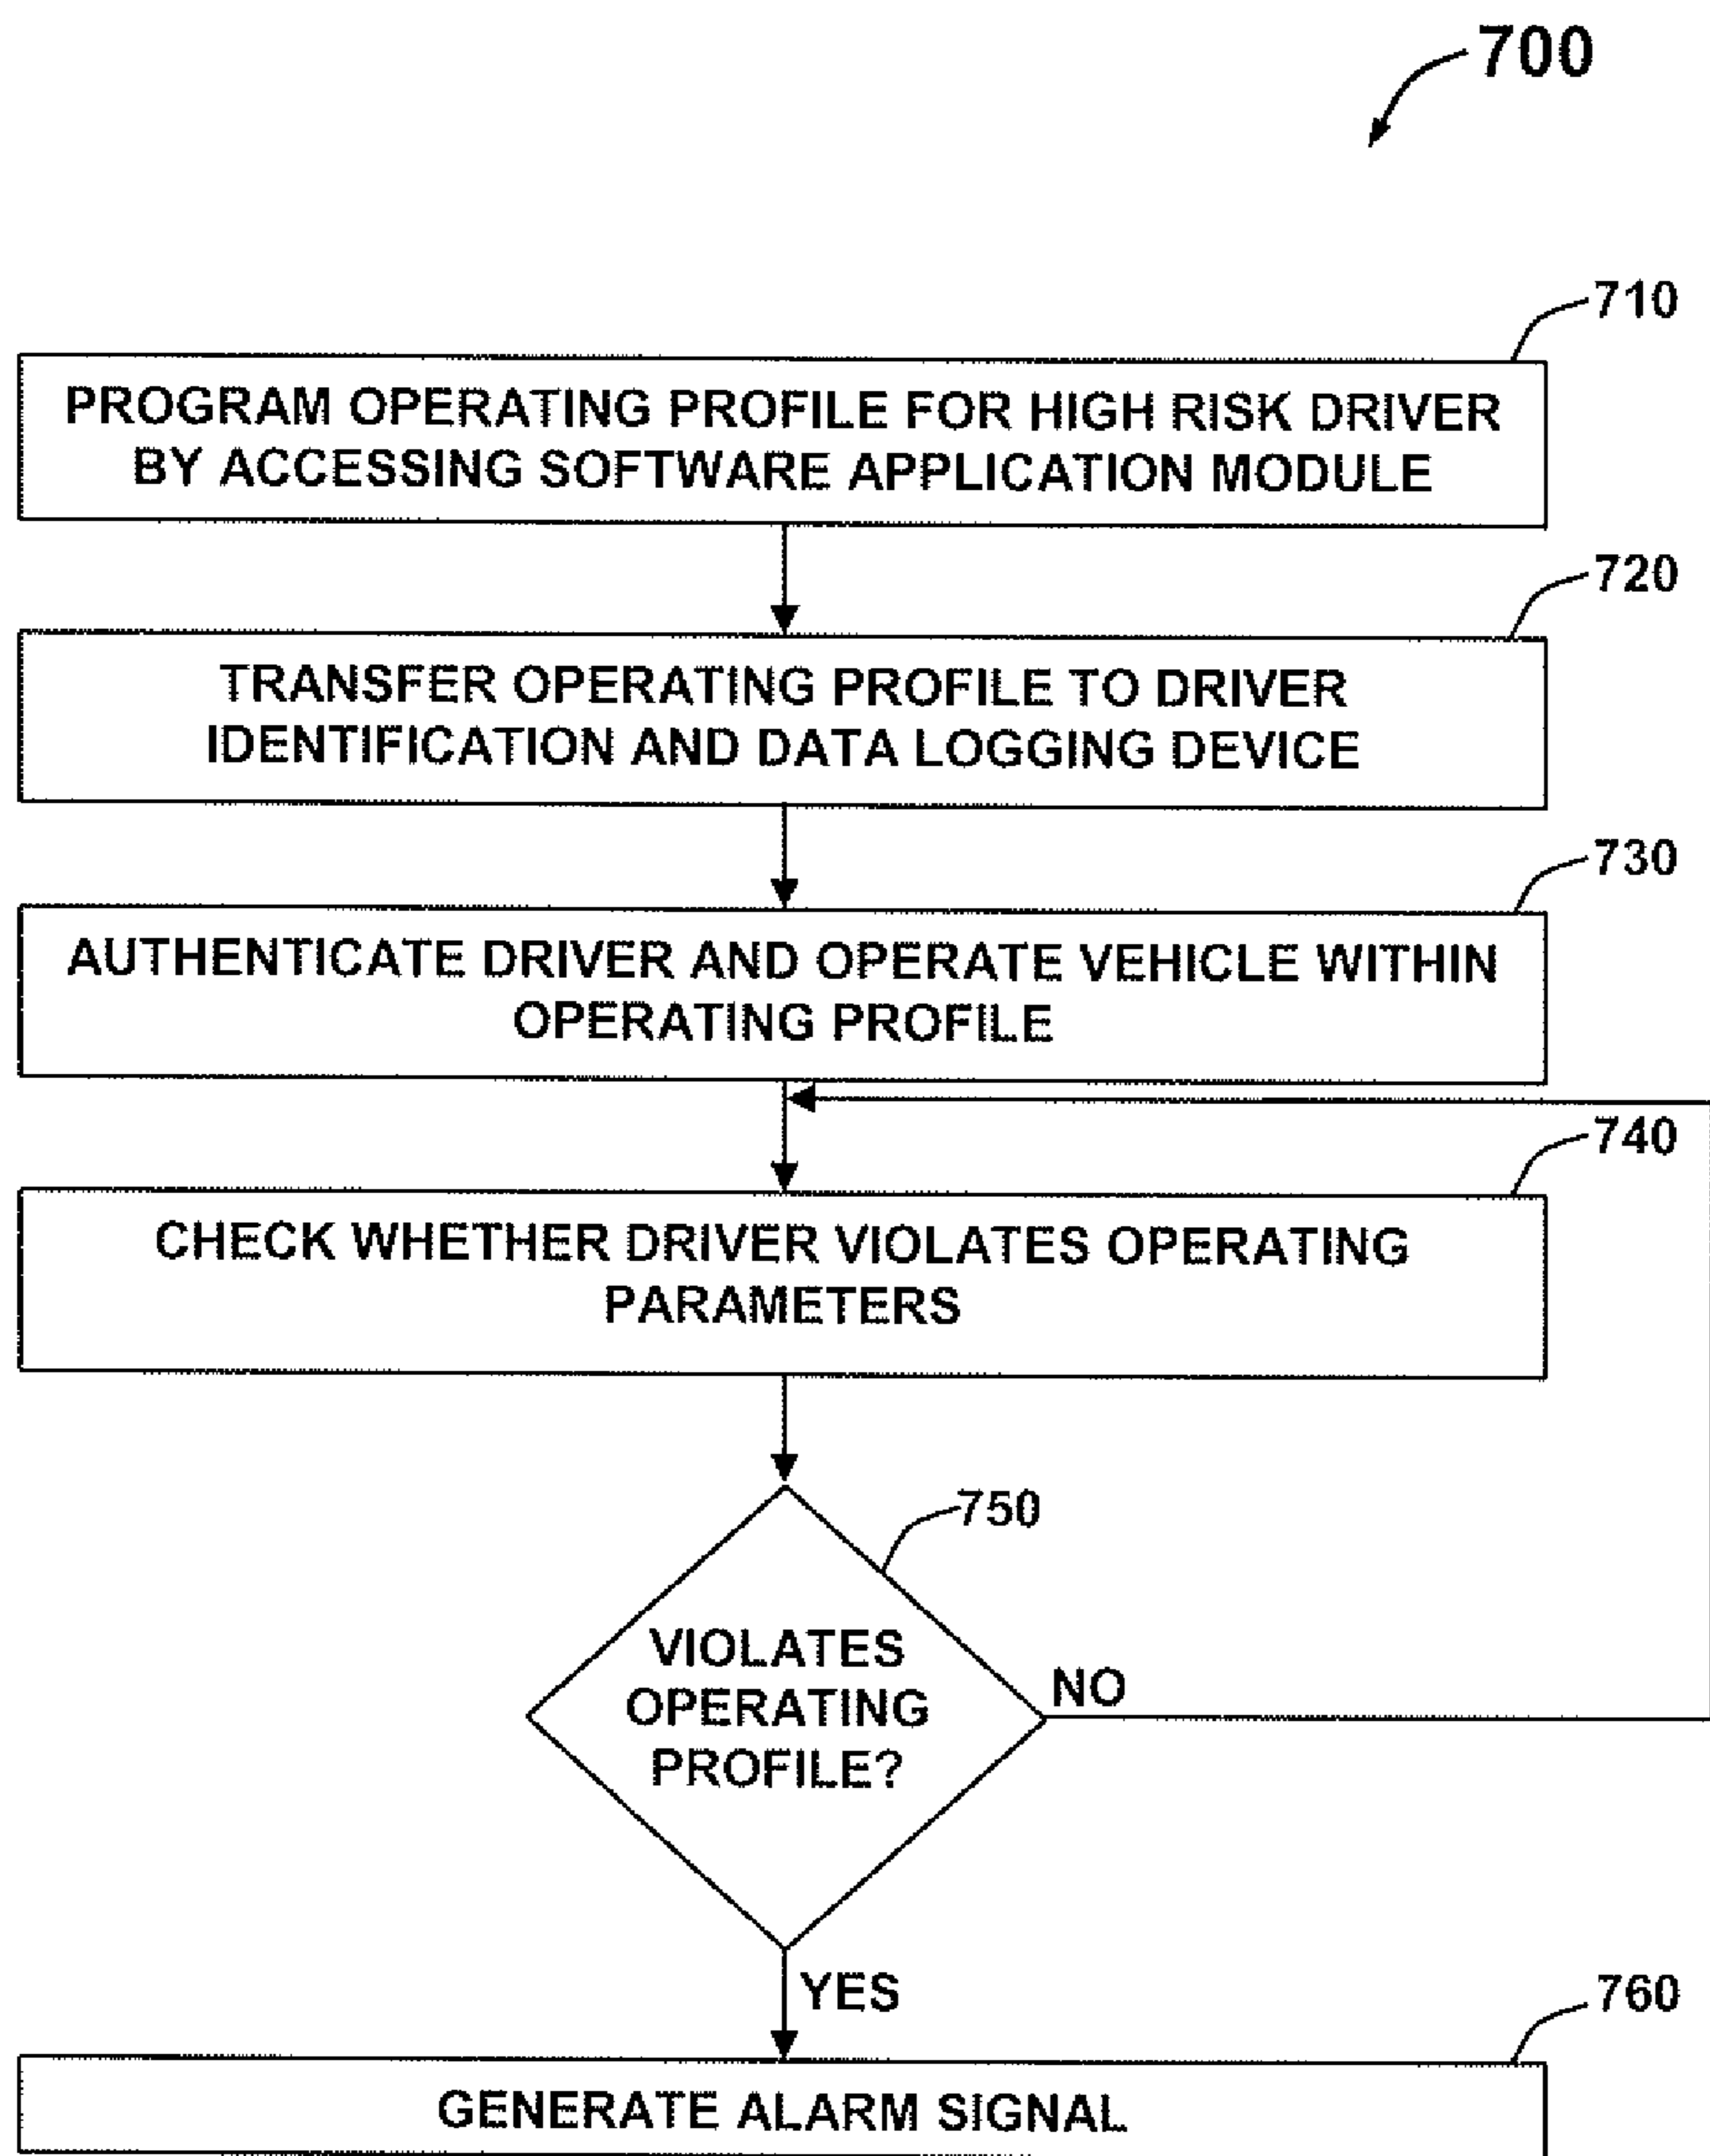 700
710
PROGRAM OPERATING PROFILE FOR HIGH RISK DRIVER
BY ACCESSING SOFTWARE APPLICATION MODULE
720
TRANSFER OPERATING PROFILE TO DRIVER
IDENTIFICATION AND DATA LOGGING DEVICE
730
AUTHENTICATE DRIVER AND OPERATE VEHICLE WITHIN
OPERATING PROFILE
740
CHECK WHETHER DRIVER VIOLATES OPERATING
PARAMETERS
750
VIOLATES
OPERATING
PROFILE?
NO
YES
760
GENERATE ALARM SIGNAL